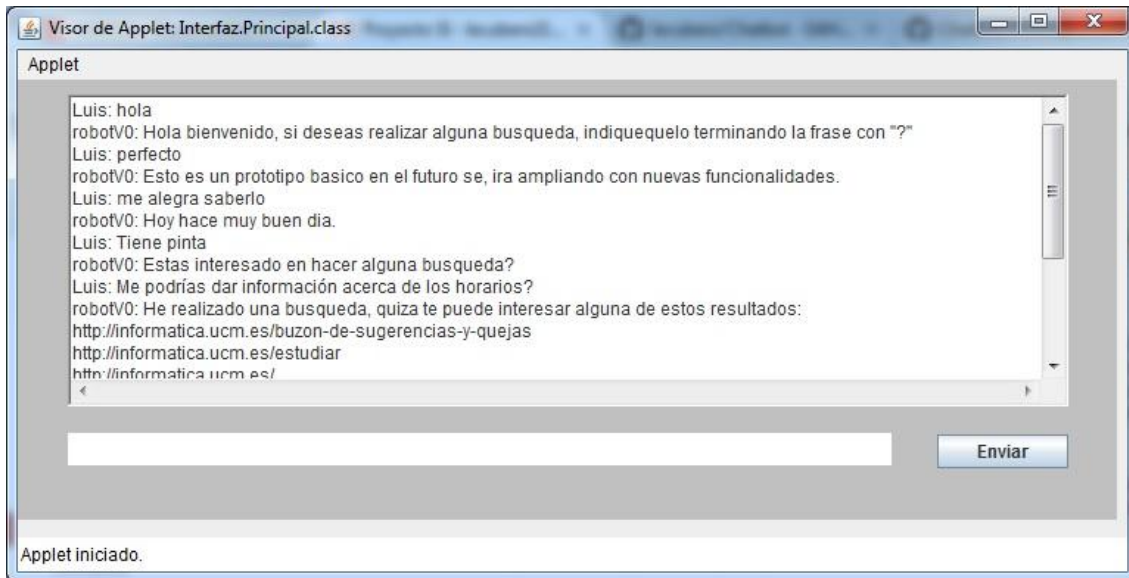 Visor de Applet: Interfaz.Principal.class
Applet
Luis: hola
robotV0: Hola bienvenido, si deseas realizar alguna busqueda, indiquequelo terminando la frase con "?"
Luis: perfecto
robotV0: Esto es un prototipo basico en el futuro se, ira ampliando con nuevas funcionalidades.
Luis: me alegra saberlo
robotV0: Hoy hace muy buen dia.
Luis: Tiene pinta
robotV0: Estas interesado en hacer alguna busqueda?
Luis: Me podrías dar información acerca de los horarios?
robotV0: He realizado una busqueda, quiza te puede interesar alguna de estos resultados:
http://informatica.ucm.es/buzon-de-sugerencias-y-quejas
http://informatica.ucm.es/estudiar
http://informatica.ucm.es/
Enviar
Applet iniciado.